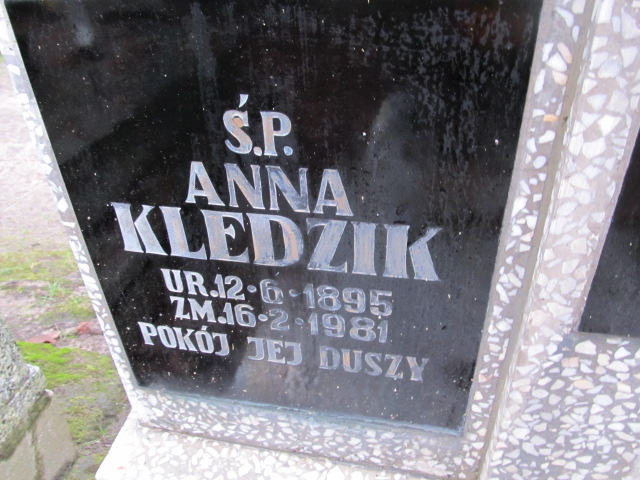 Ś.P.
ANNA
KLEDZIK
UR.12·6·1895
ZM.16·2·1981
POKÓJ JEJ DUSZY